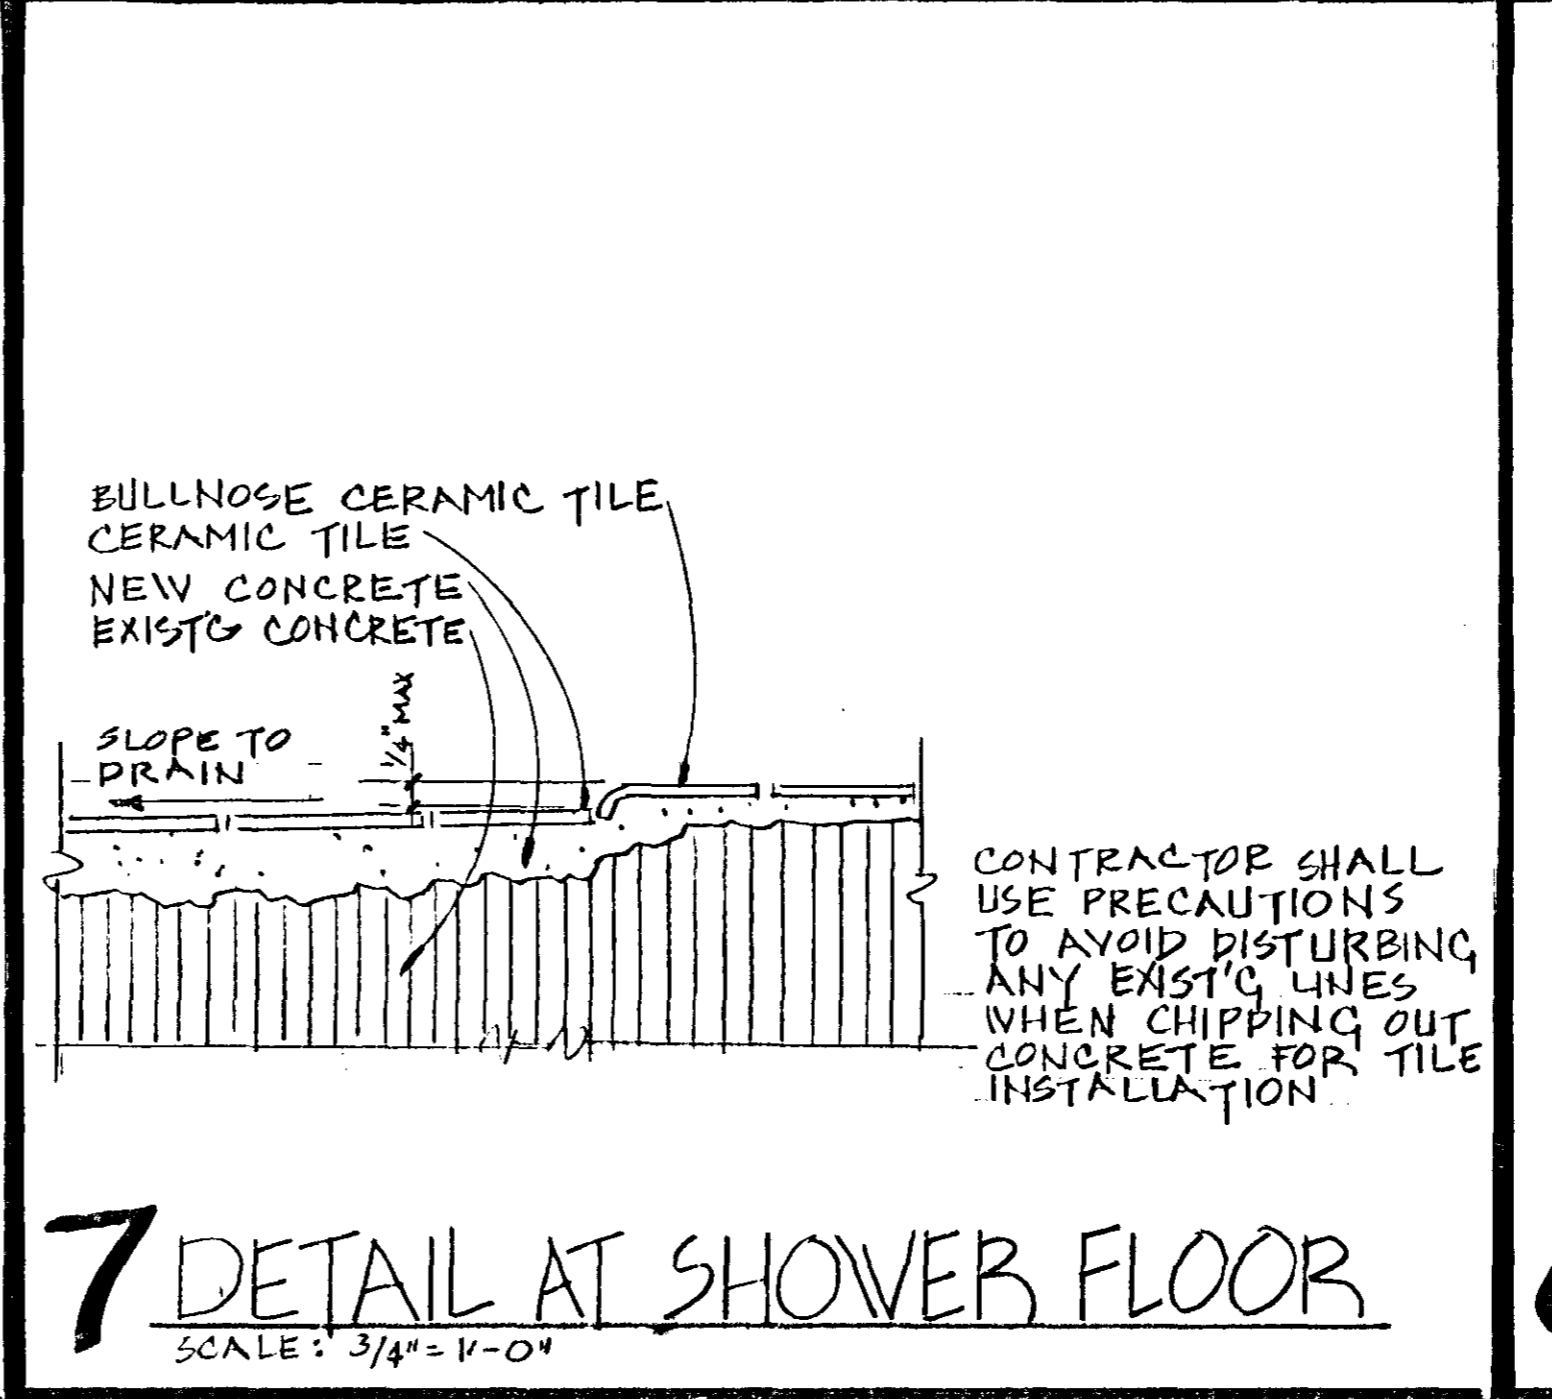 BULLNOSE CERAMIC TILE
CERAMIC TILE
NEW CONCRETE
EXIST'G CONCRETE
1/4" MAX
SLOPE TO
DRAIN
CONTRACTOR SHALL
USE PRECAUTIONS
TO AVOID DISTURBING
ANY EXIST'G LINES
WHEN CHIPPING OUT
CONCRETE FOR TILE
INSTALLATION
7 DETAIL AT SHOWER FLOOR
SCALE: 3/4" = 1'-0"